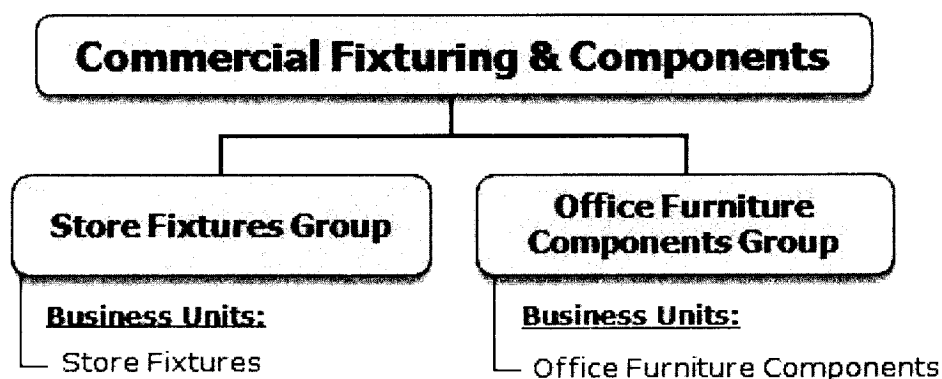 Commercial Fixturing & Components
Store Fixtures Group
Office Furniture
Components Group
Business Units:
Store Fixtures
Business Units:
Office Furniture Components